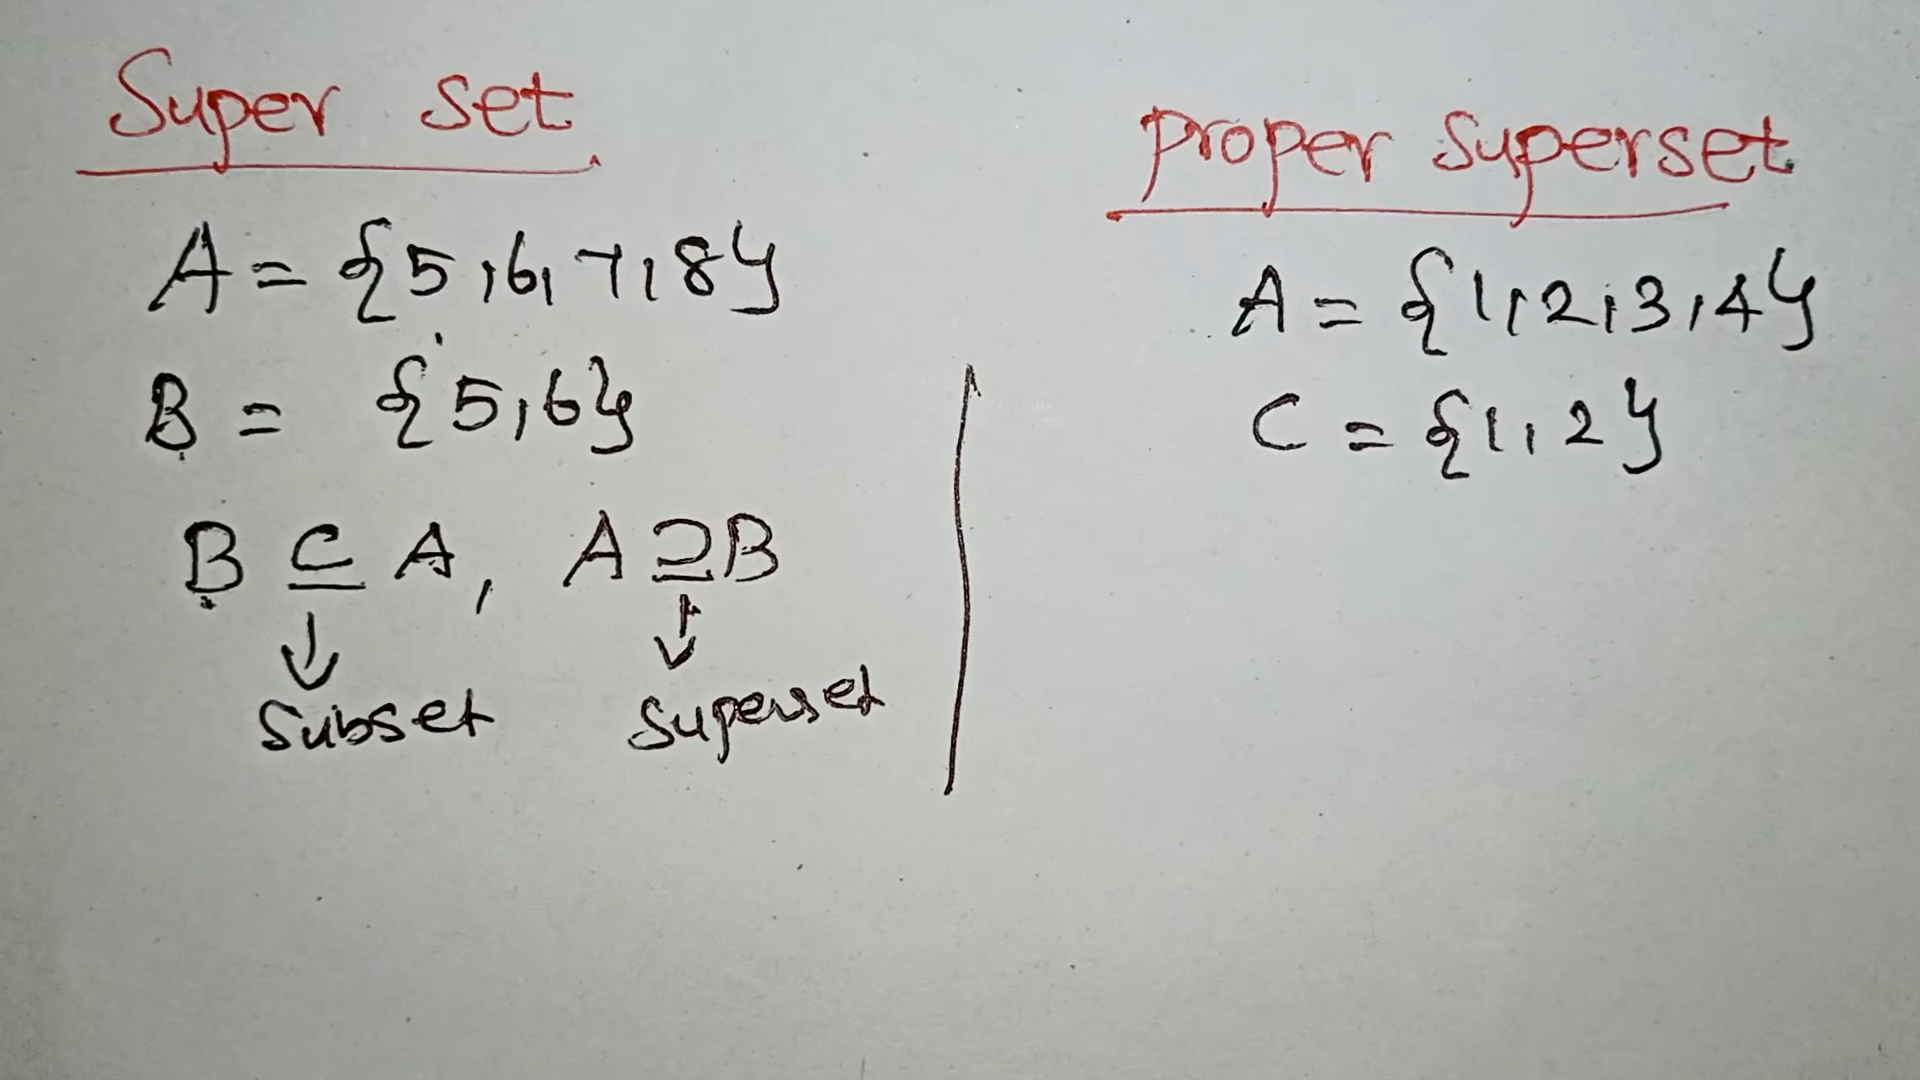 Super set
A = {5,6,7,8}
B = {5,6}
B ⊆ A, A ⊇ B
Subset Superset
Proper Superset
A = {1,2,3,4}
C = {1,2}